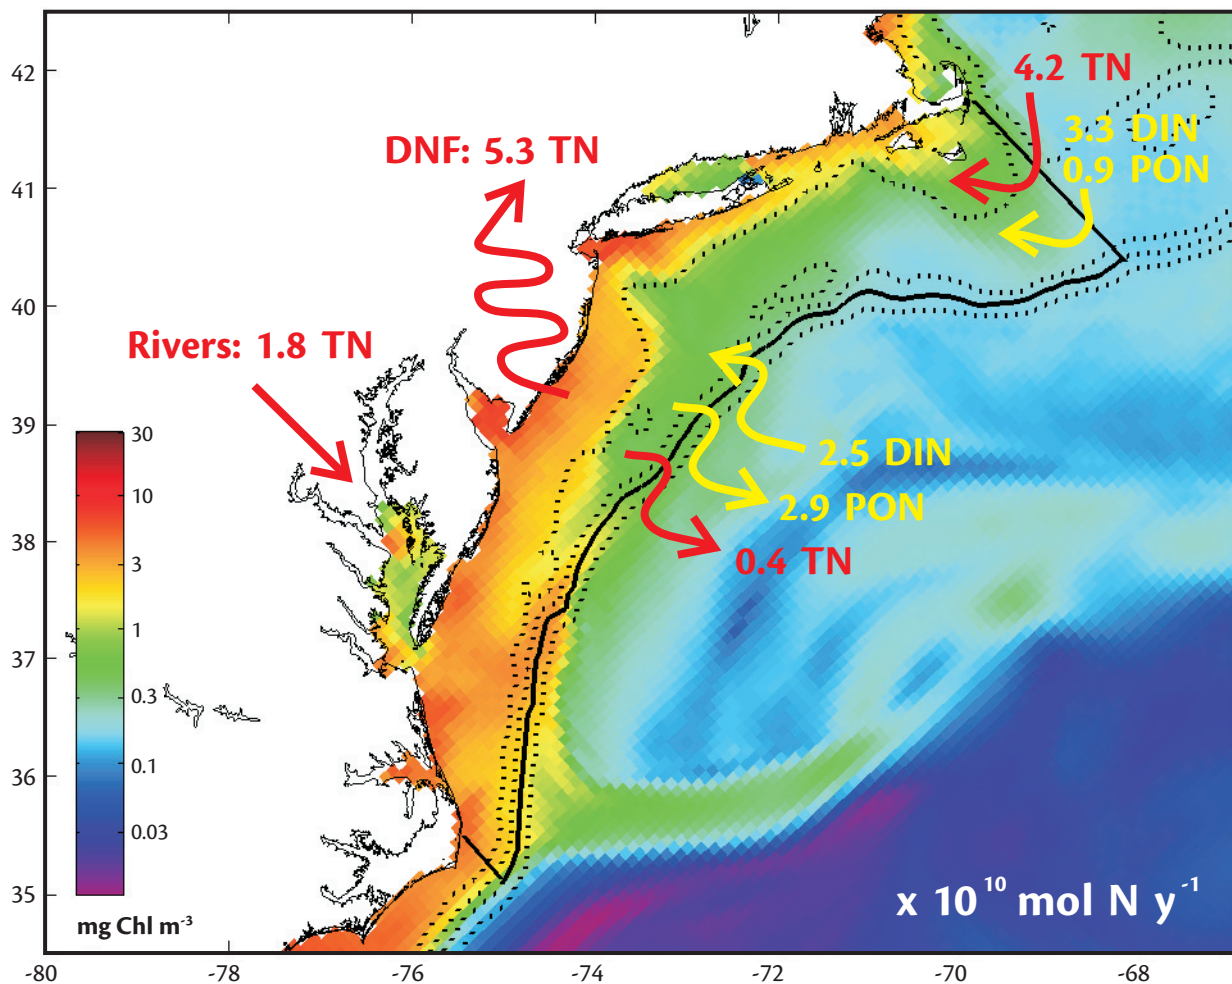 42
41
40
39
38
37
36
35
-80
-78
-76
-74
-72
-70
-68
4.2 TN
3.3 DIN
0.9 PON
DNF: 5.3 TN
Rivers: 1.8 TN
2.5 DIN
2.9 PON
0.4 TN
30
10
3
1
0.3
0.1
0.03
mg Chl m⁻³
x 10¹⁰ mol N y⁻¹